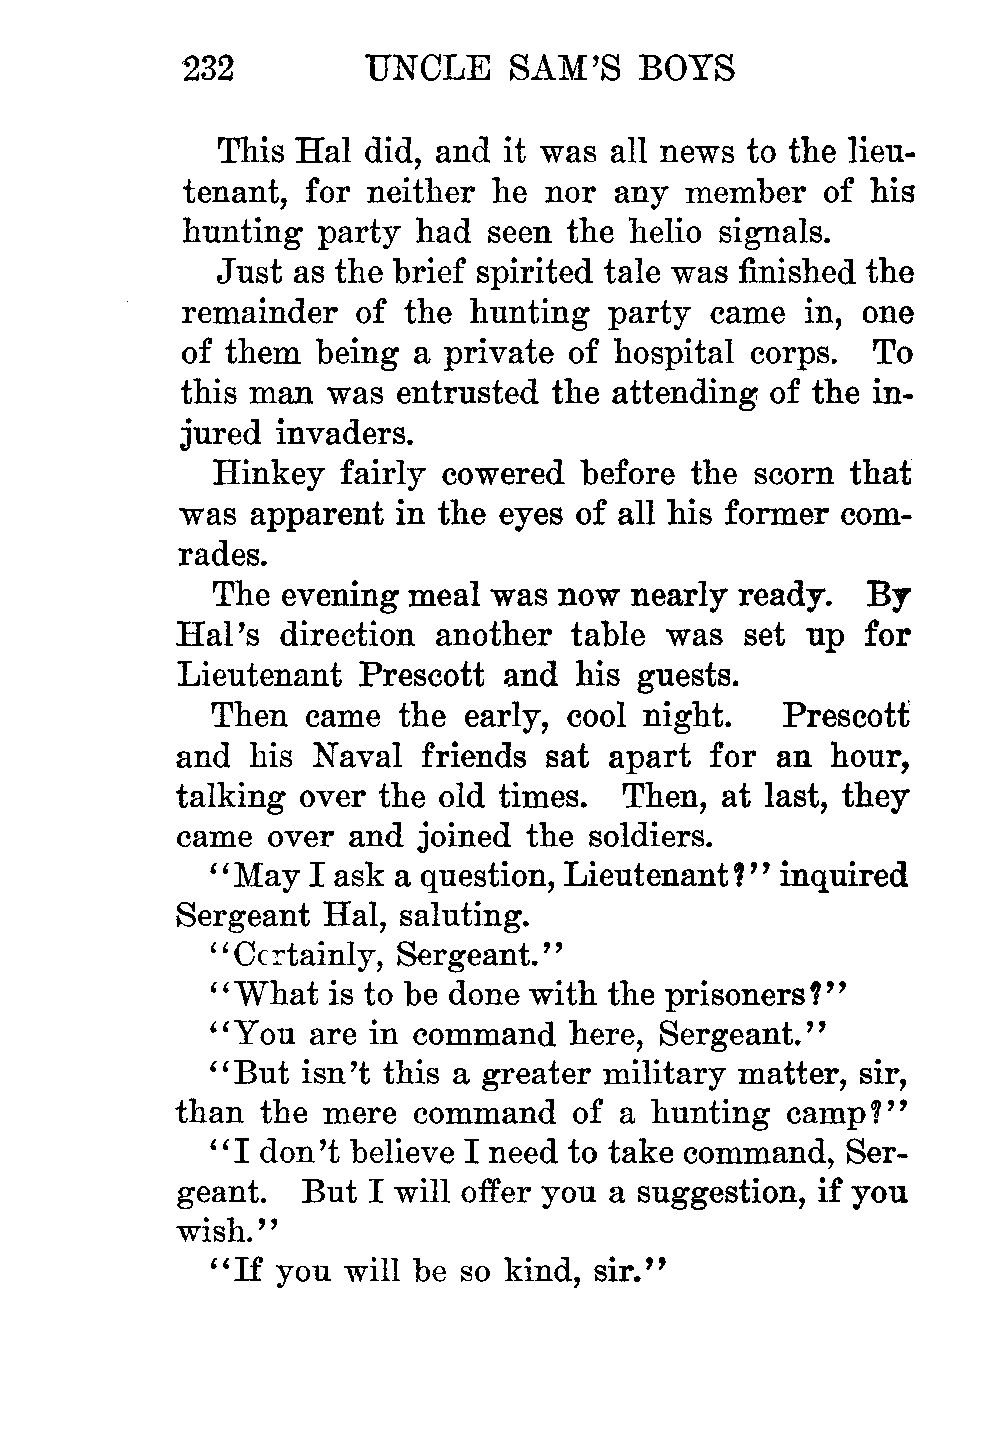 232 UNCLE SAM'S BOYS
This Hal did, and it was all news to the lieu-
tenant, for neither he nor any member of his
hunting party had seen the helio signals.
Just as the brief spirited tale was finished the
remainder of the hunting party came in, one
of them being a private of hospital corps. To
this man was entrusted the attending of the in-
jured invaders.
Hinkey fairly cowered before the scorn that
was apparent in the eyes of all his former com-
rades.
The evening meal was now nearly ready. By
Hal's direction another table was set up for
Lieutenant Prescott and his guests.
Then came the early, cool night. Prescott
and his Naval friends sat apart for an hour,
talking over the old times. Then, at last, they
came over and joined the soldiers.
"May I ask a question, Lieutenant?" inquired
Sergeant Hal, saluting.
"Certainly, Sergeant."
"What is to be done with the prisoners?"
"You are in command here, Sergeant."
"But isn't this a greater military matter, sir,
than the mere command of a hunting camp?"
"I don't believe I need to take command, Ser-
geant. But I will offer you a suggestion, if you
wish."
"If you will be so kind, sir."